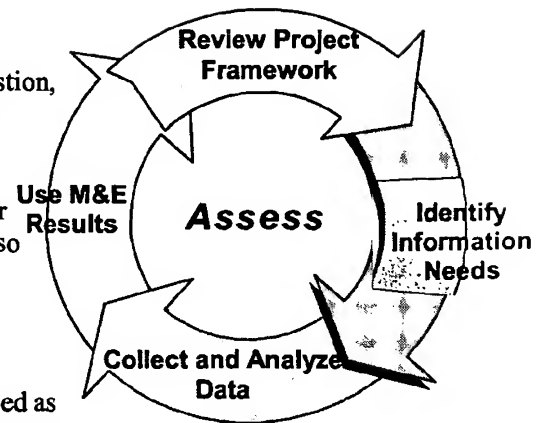 stion,
r
so
ed as
Review Project
Framework
Use M&E
Results
Assess
Identify
Information
Needs
Collect and Analyze
Data